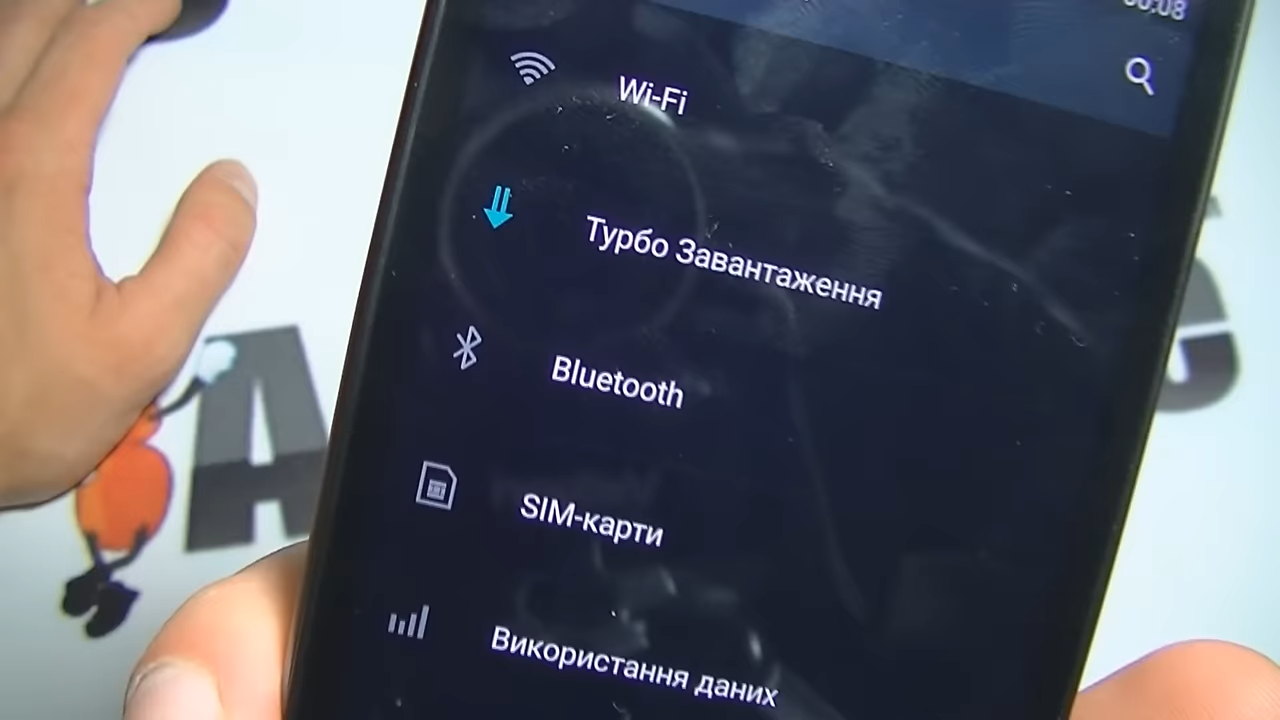 Wi-Fi
Турбо Завантаження
Bluetooth
SIM-карти
Використання даних